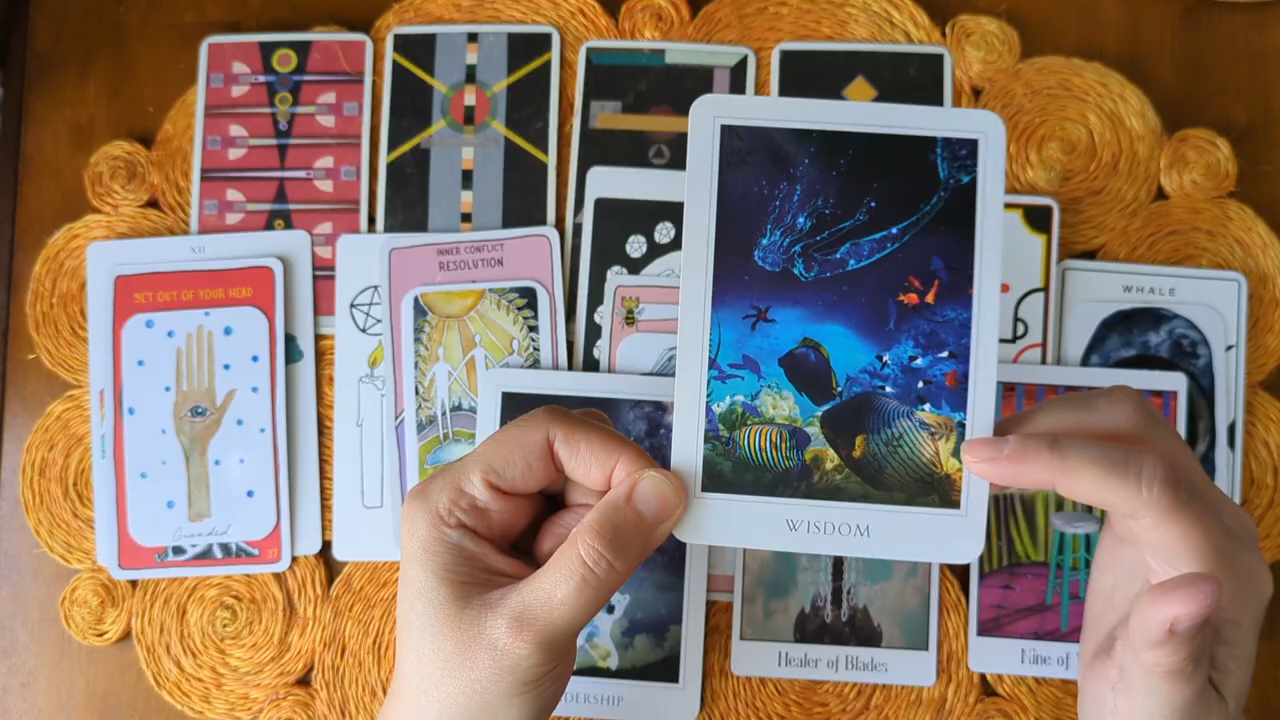 XII
GET OUT OF YOUR HEAD
Grounded
37
INNER CONFLICT
RESOLUTION
WHALE
WISDOM
Healer of Blades
Nine of
DERSHIP